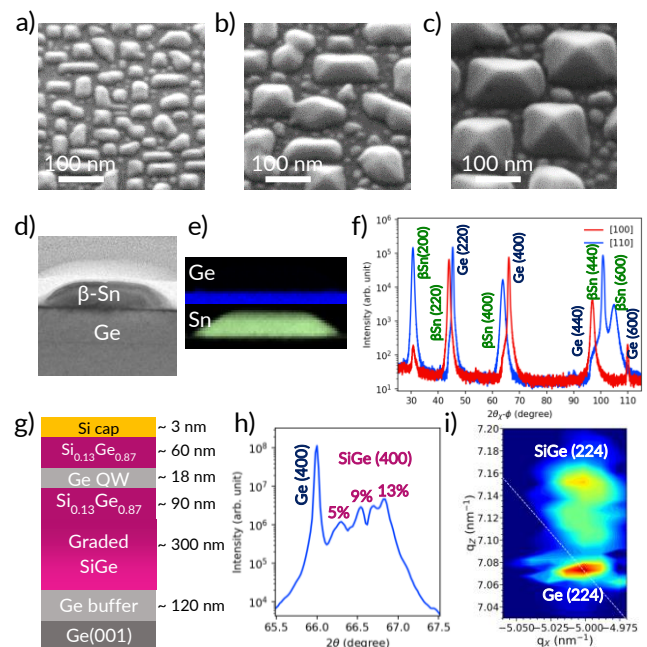 a)
b)
c)
100 nm
100 nm
100 nm
d)
e)
f)
β-Sn
Ge
Ge
Sn
[100]
[110]
βSn(200)
βSn (220)
Ge (220)
βSn (400)
Ge (400)
Ge (440)
βSn (440)
βSn (600)
Ge (600)
Intensity (arb. unit)
10⁶
10⁵
10⁴
10³
10²
10¹
30 40 50 60 70 80 90 100 110
2θχ-ϕ (degree)
g)
Si cap
~ 3 nm
Si₀.₁₃Ge₀.₈₇
~ 60 nm
Ge QW
~ 18 nm
Si₀.₁₃Ge₀.₈₇
~ 90 nm
Graded
SiGe
~ 300 nm
Ge buffer
~ 120 nm
Ge(001)
h)
Ge (400)
SiGe (400)
5%
9%
13%
Intensity (arb. unit)
10⁸
10⁷
10⁶
10⁵
10⁴
65.5 66.0 66.5 67.0 67.5
2θ (degree)
i)
SiGe (224)
Ge (224)
qz (nm⁻¹)
7.20
7.18
7.16
7.14
7.12
7.10
7.08
7.06
7.04
−5.050 −5.025 −5.000 −4.975
qx (nm⁻¹)